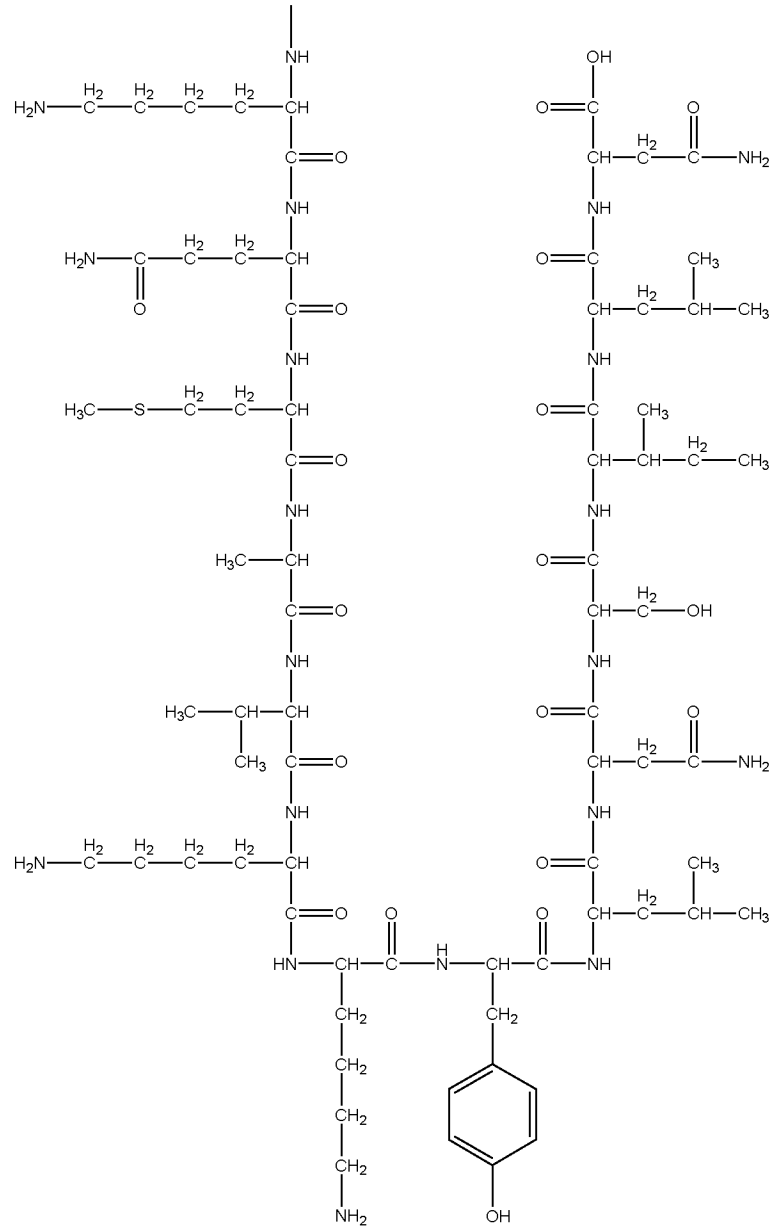 NH OH
H₂ H₂ H₂ H₂ O
H₂N C C C C CH O C
C O CH C C NH₂
H₂
NH NH
H₂ H₂ CH₃
H₂N C C C CH O C
H₂
O C O CH C CH CH₃
NH NH
H₂ H₂
H₃C S C C CH O C CH₃
H₂
C O CH CH C CH₃
NH NH
H₃C CH O C
H₂
C O CH C OH
NH NH
H₃C CH CH O C O
H₂
CH₃ C O CH C C NH₂
NH NH
H₂ H₂ H₂ H₂
H₂N C C C C CH O C CH₃
H₂
C O O O CH C CH CH₃
H
HN CH C N CH C NH
CH₂ CH₂
CH₂
CH₂
CH₂
NH₂ OH